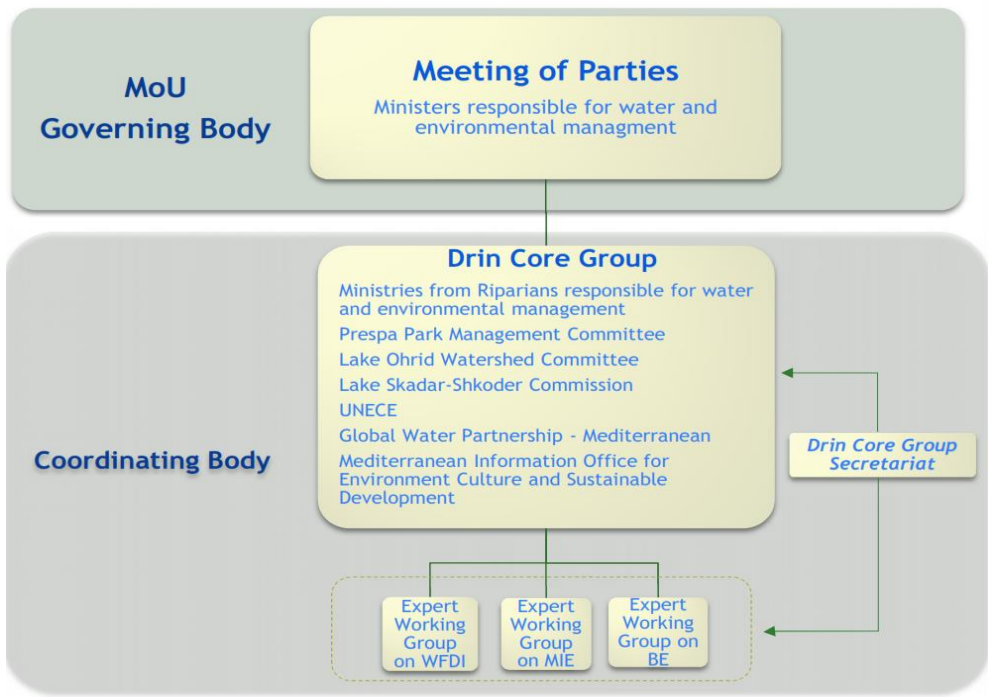 MoU
Governing Body
Meeting of Parties
Ministers responsible for water and
environmental managment
Drin Core Group
Ministries from Riparians responsible for water
and environmental management
Prespa Park Management Committee
Lake Ohrid Watershed Committee
Lake Skadar-Shkoder Commission
UNECE
Global Water Partnership - Mediterranean
Mediterranean Information Office for
Environment Culture and Sustainable
Development
Coordinating Body
Drin Core Group
Secretariat
Expert
Working
Group
on WFDI
Expert
Working
Group
on MIE
Expert
Working
Group on
BE